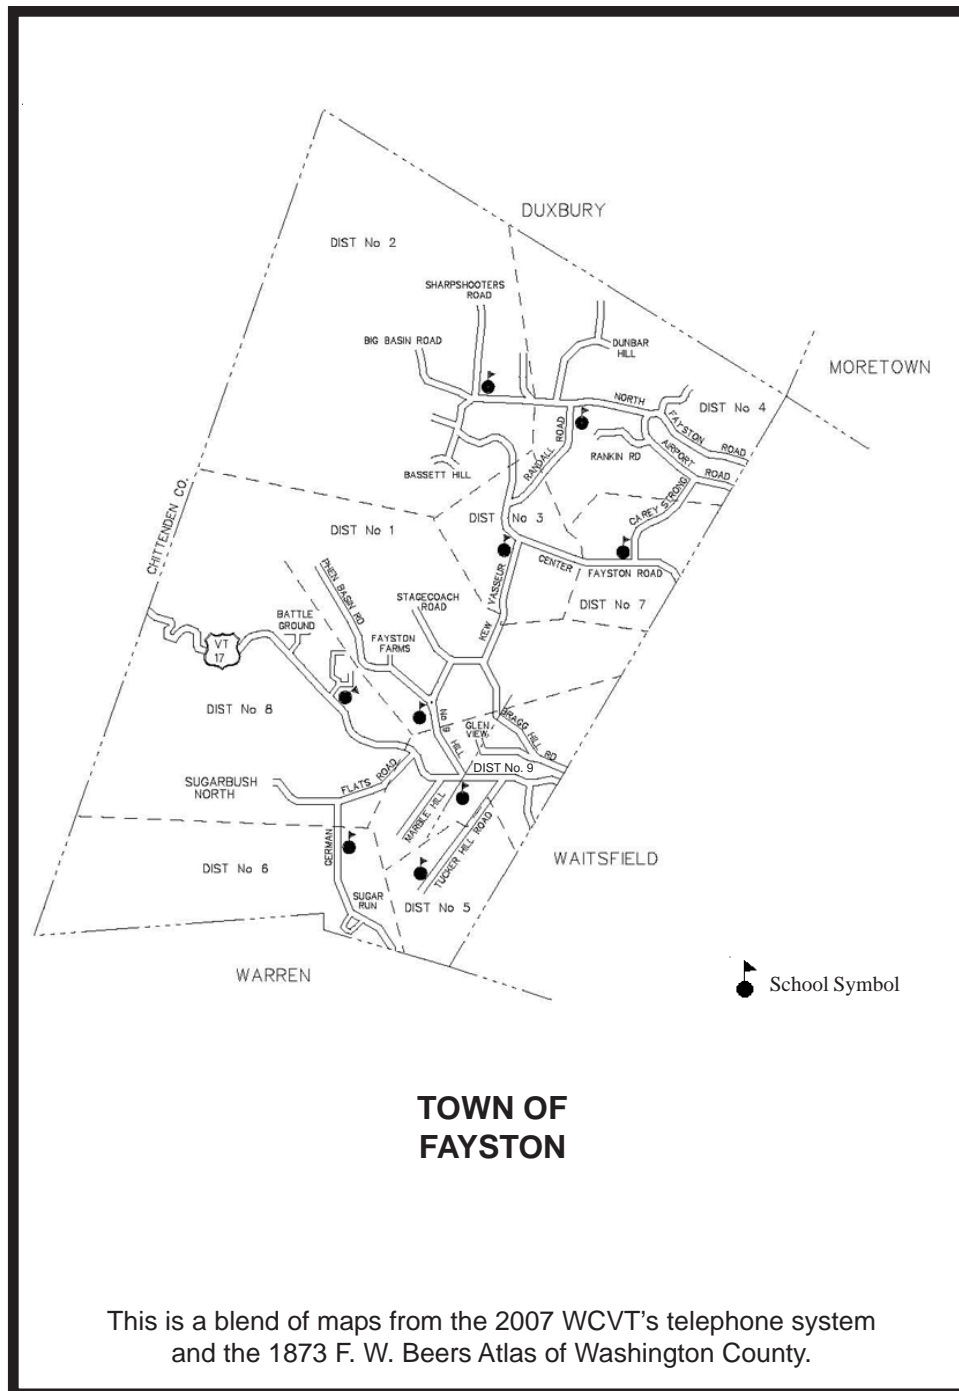 DUXBURY
DIST No 2
SHARPSHOOTERS
ROAD
BIG BASIN ROAD
DUNBAR
HILL
MORETOWN
NORTH
FAYSTON ROAD
DIST No 4
RANDALL ROAD
RANKIN RD
AIRPORT ROAD
BASSETT HILL
CAREY STRONG
CHITTENDEN CO.
DIST No 1
DIST No 3
CENTER
FAYSTON ROAD
PHEN BASIN RD
KEW VASSEUR
STAGECOACH
ROAD
DIST No 7
BATTLE
GROUND
FAYSTON
FARMS
VT
17
DIST No 8
No 9 HILL
GLEN
VIEW
BRAGG HILL RD
DIST No. 9
SUGARBUSH
NORTH
FLATS ROAD
MARBLE HILL
TUCKER HILL ROAD
GERMAN
WAITSFIELD
DIST No 6
SUGAR
RUN
DIST No 5
WARREN
School Symbol
TOWN OF
FAYSTON
This is a blend of maps from the 2007 WCVT's telephone system
and the 1873 F. W. Beers Atlas of Washington County.